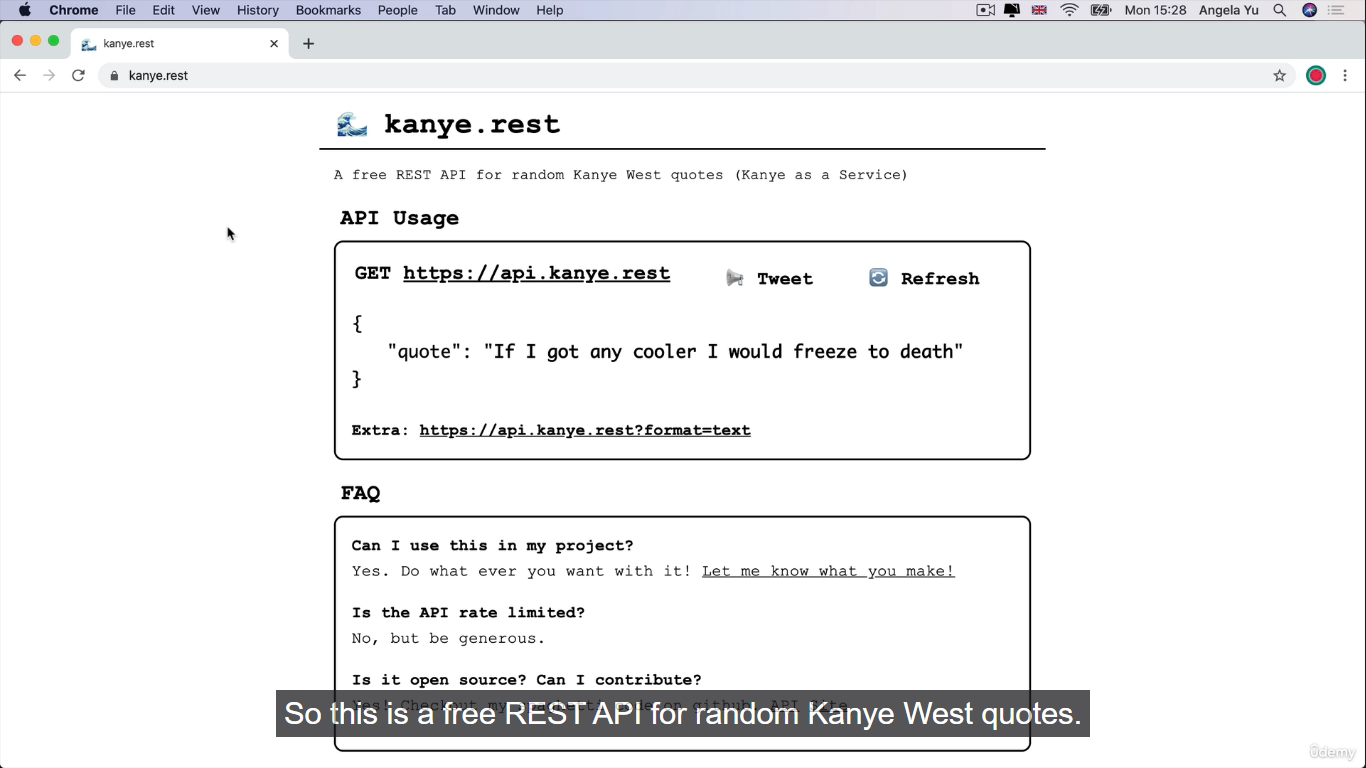 Chrome File Edit View History Bookmarks People Tab Window Help Mon 15:28 Angela Yu
kanye.rest
kanye.rest
kanye.rest
A free REST API for random Kanye West quotes (Kanye as a Service)
API Usage
GET https://api.kanye.rest Tweet Refresh
{
"quote": "If I got any cooler I would freeze to death"
}
Extra: https://api.kanye.rest?format=text
FAQ
Can I use this in my project?
Yes. Do what ever you want with it! Let me know what you make!
Is the API rate limited?
No, but be generous.
Is it open source? Can I contribute?
So this is a free REST API for random Kanye West quotes.
ûdemy